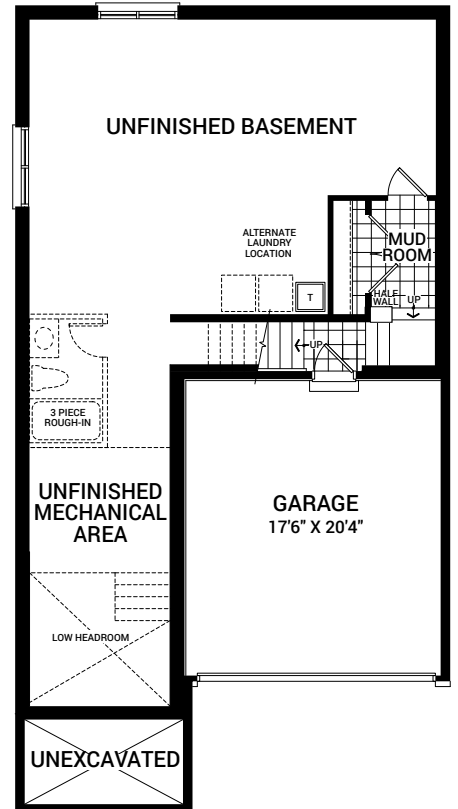 UNFINISHED BASEMENT
ALTERNATE
LAUNDRY
LOCATION
T
MUD
ROOM
HALF
WALL
UP
UP
3 PIECE
ROUGH-IN
UNFINISHED
MECHANICAL
AREA
GARAGE
17'6" X 20'4"
LOW HEADROOM
UNEXCAVATED